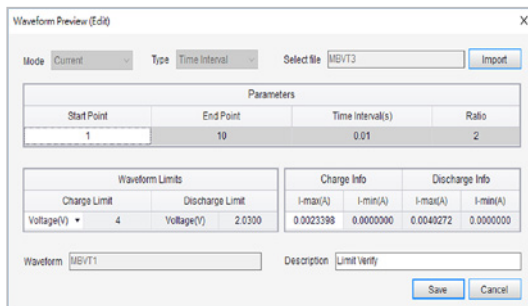 Waveform Preview (Edit) X
Mode Current Type Time Interval Select file MBVT3 Import
Parameters
Start Point End Point Time Interval(s) Ratio
1 10 0.01 2
Waveform Limits Charge Info Discharge Info
Charge Limit Discharge Limit I-max(A) I-min(A) I-max(A) I-min(A)
Voltage(V) 4 Voltage(V) 2.0300 0.0023398 0.0000000 0.0040272 0.0000000
Waveform MBVT1 Description Limit Verify
Save Cancel